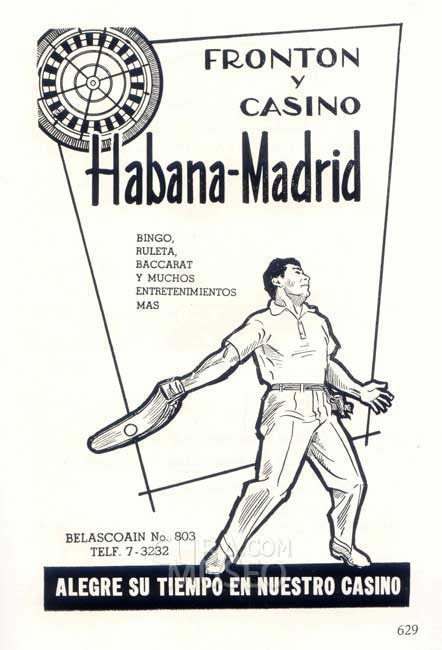 FRONTON
Y
CASINO
Habana-Madrid
BINGO,
RULETA,
BACCARAT
Y MUCHOS
ENTRETENIMIENTOS
MAS
BELASCOAIN No. 803
TELF. 7-3232
ALEGRE SU TIEMPO EN NUESTRO CASINO
629